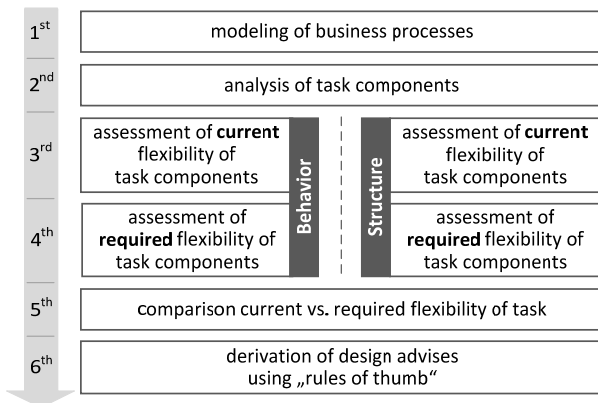 1st
modeling of business processes
2nd
analysis of task components
3rd
assessment of current
flexibility of
task components
Behavior
Structure
assessment of current
flexibility of
task components
4th
assessment of
required flexibility of
task components
assessment of
required flexibility of
task components
5th
comparison current vs. required flexibility of task
6th
derivation of design advises
using „rules of thumb“